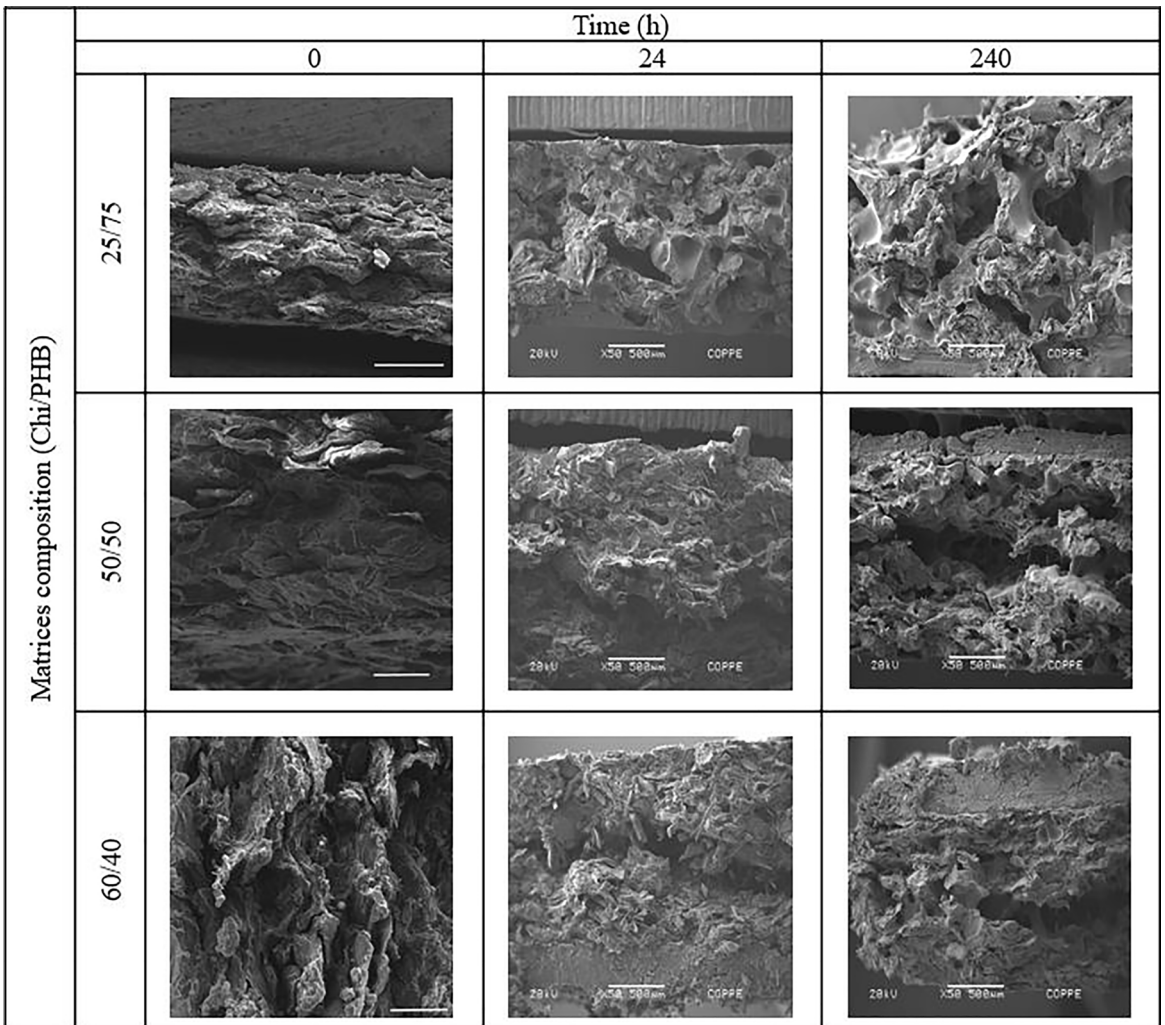 Time (h)
0 24 240
Matrices composition (Chi/PHB)
25/75
20kV X50 500µm COPPE
20kV X50 500µm COPPE
50/50
20kV X50 500µm COPPE
20kV X50 500µm COPPE
60/40
20kV X50 500µm COPPE
20kV X50 500µm COPPE